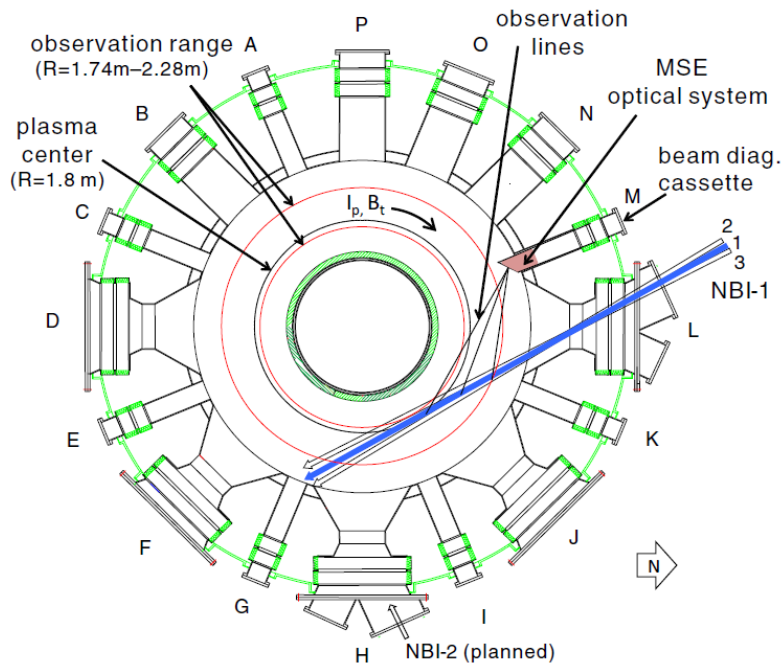 P
O
A
observation
lines
observation range
(R=1.74m–2.28m)
MSE
optical system
B
N
plasma
center
(R=1.8 m)
beam diag.
cassette
M
C
Ip, Bt
2
1
3
NBI-1
D
L
E
K
F
J
N
G
I
H
NBI-2 (planned)